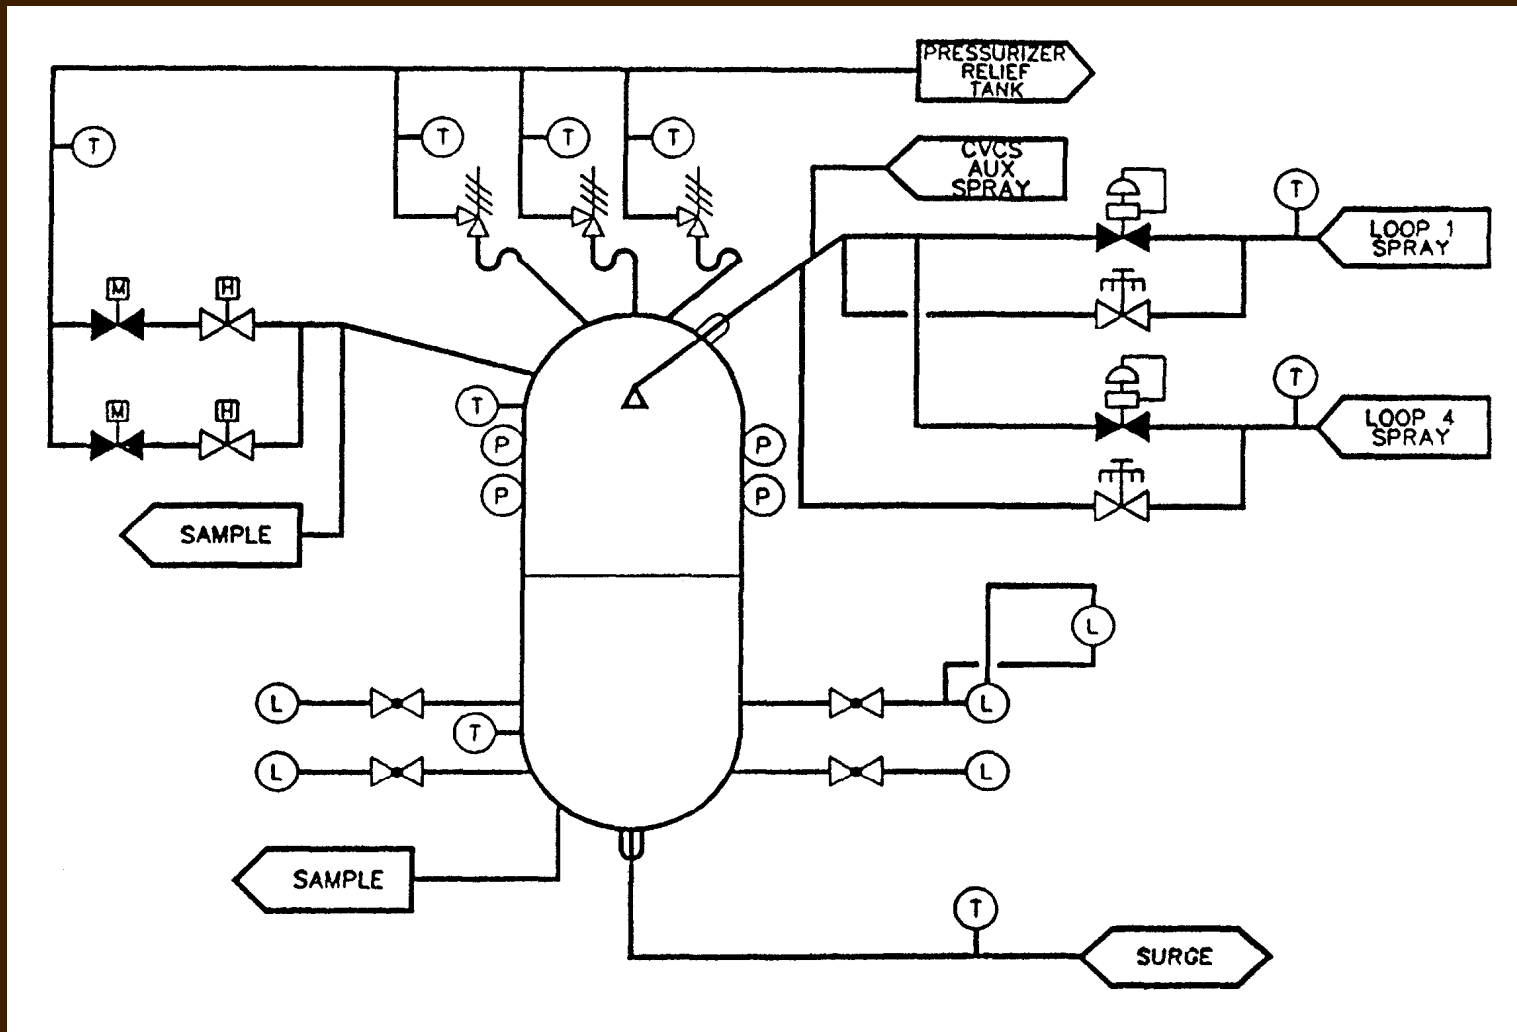 PRESSURIZER
RELIEF
TANK
T
T
T
T
CVCS
AUX
SPRAY
T
LOOP 1
SPRAY
M
H
T
LOOP 4
SPRAY
M
H
T
P
P
P
P
SAMPLE
L
L
L
T
L
L
SAMPLE
T
SURGE